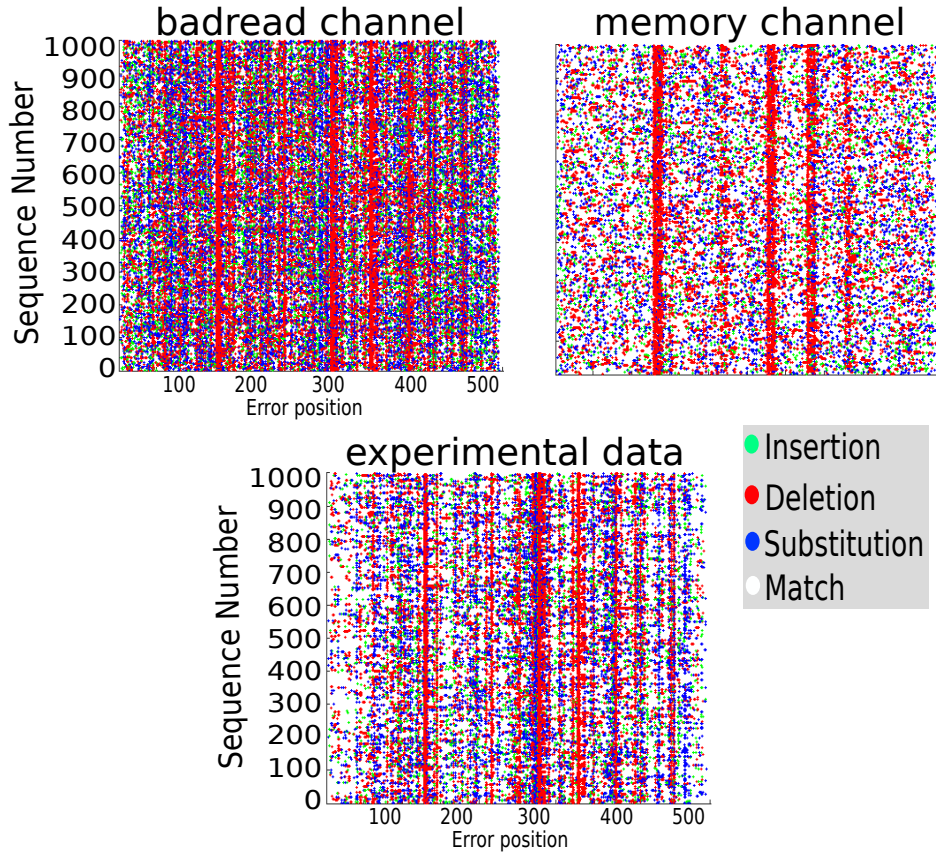 badread channel
memory channel
1000
900
800
700
600
500
400
300
200
100
0
Sequence Number
100 200 300 400 500
Error position
experimental data
1000
900
800
700
600
500
400
300
200
100
0
Sequence Number
100 200 300 400 500
Error position
Insertion
Deletion
Substitution
Match